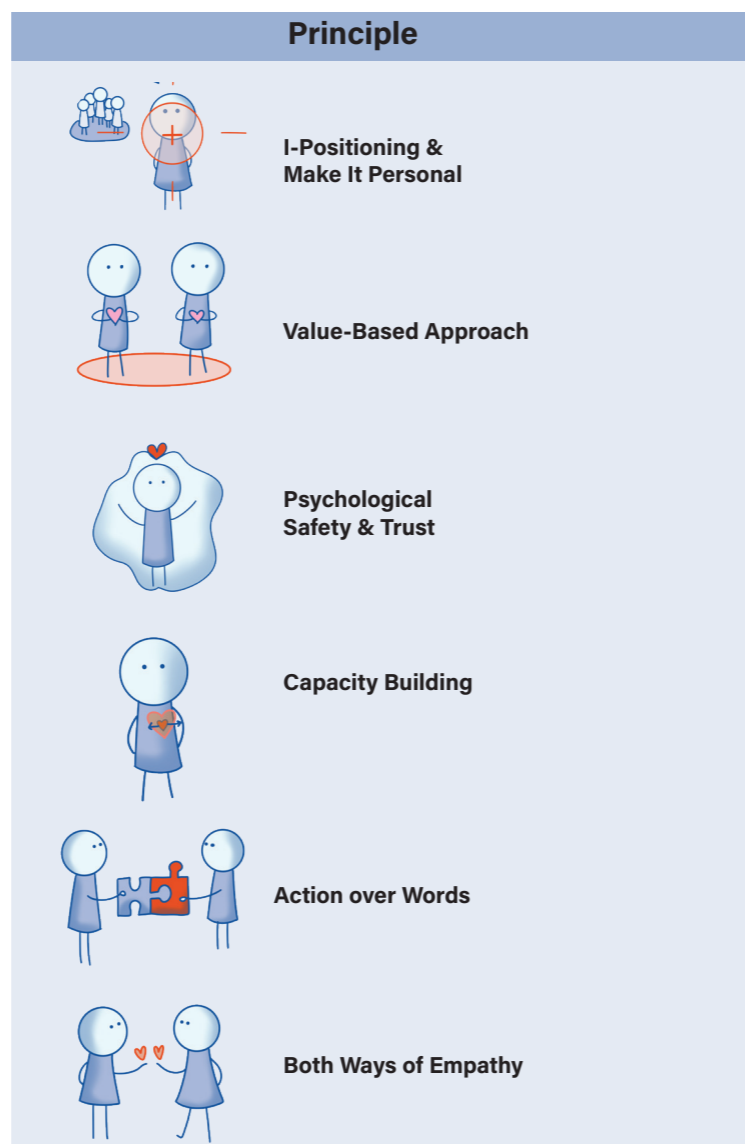 Principle
I-Positioning &
Make It Personal
Value-Based Approach
Psychological
Safety & Trust
Capacity Building
Action over Words
Both Ways of Empathy